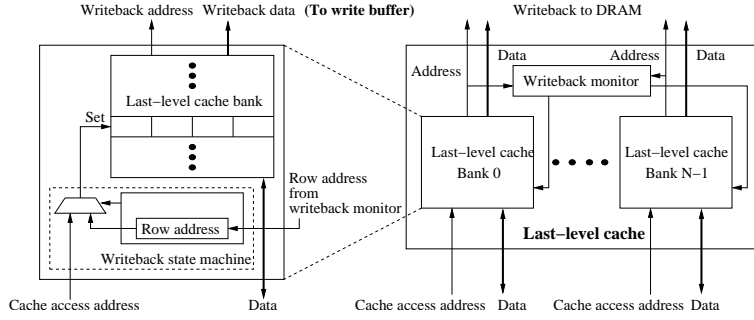 Writeback address
Writeback data
(To write buffer)
Last−level cache bank
Set
Row address
from
writeback monitor
Row address
Writeback state machine
Cache access address
Data
Writeback to DRAM
Address
Data
Address
Data
Writeback monitor
Last−level cache
Bank 0
Last−level cache
Bank N−1
Last−level cache
Cache access address
Data
Cache access address
Data